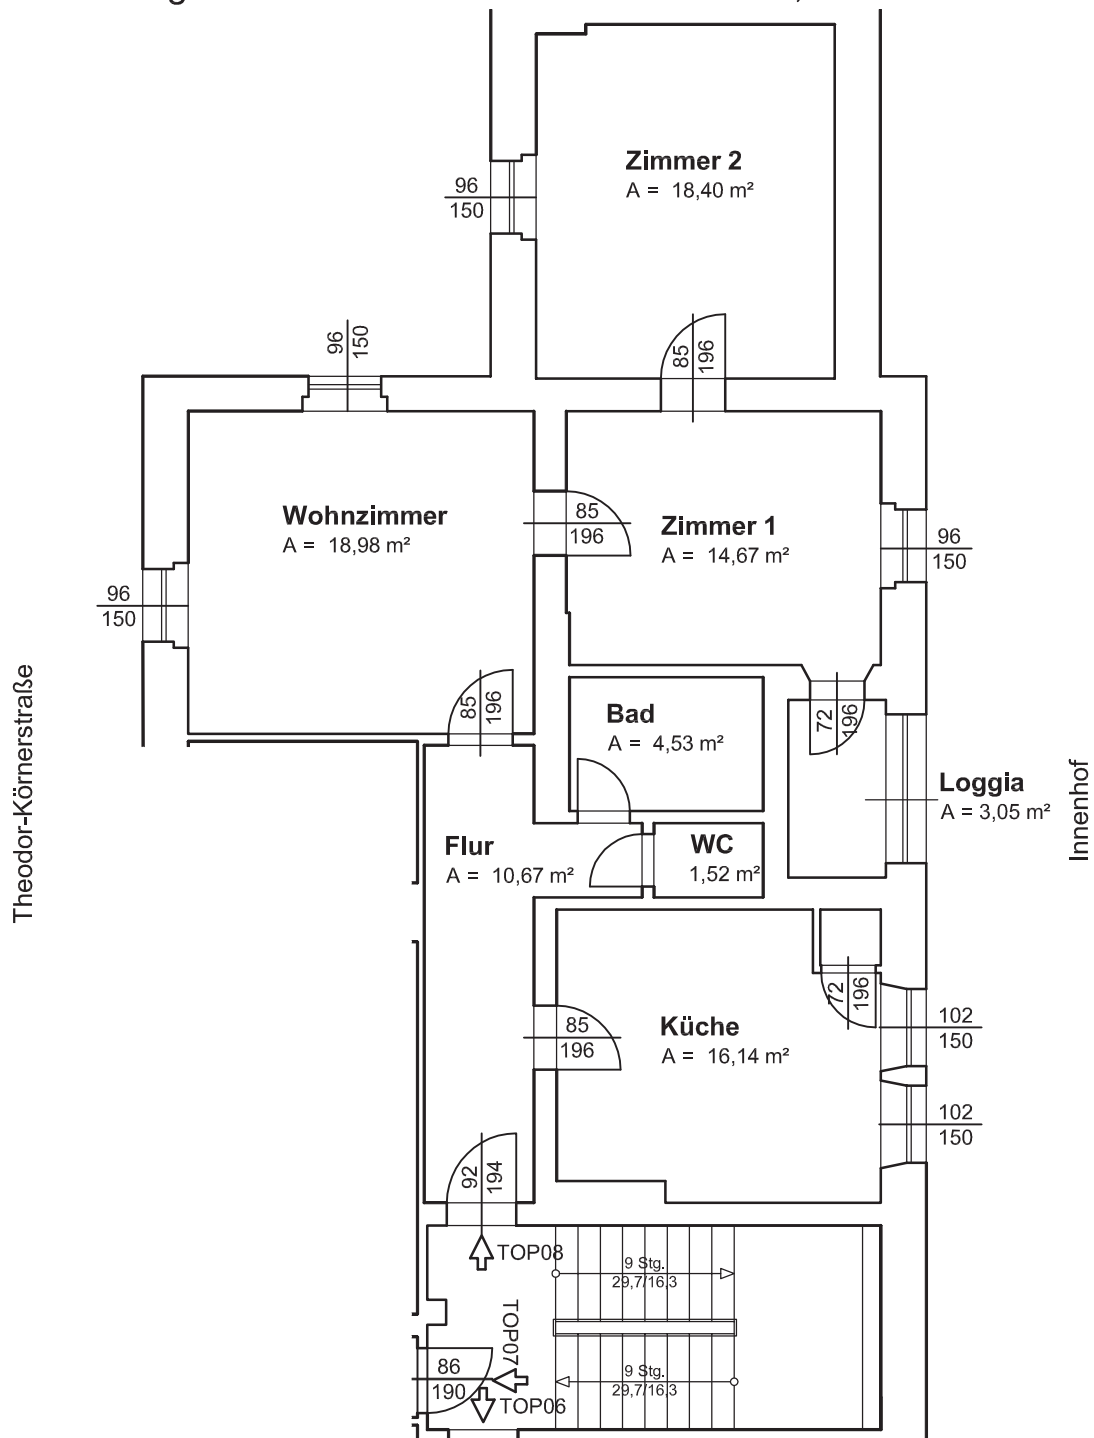 Zimmer 2
A = 18,40 m²
96
150
96
150
85
196
Wohnzimmer
A = 18,98 m²
85
196
Zimmer 1
A = 14,67 m²
96
150
96
150
Theodor-Körnerstraße
85
196
Bad
A = 4,53 m²
72
196
Loggia
A = 3,05 m²
Innenhof
Flur
A = 10,67 m²
WC
1,52 m²
72
196
Küche
A = 16,14 m²
85
196
102
150
102
150
92
194
TOP08
9 Stg.
29,7/16,3
TOP07
86
190
TOP06
9 Stg.
29,7/16,3